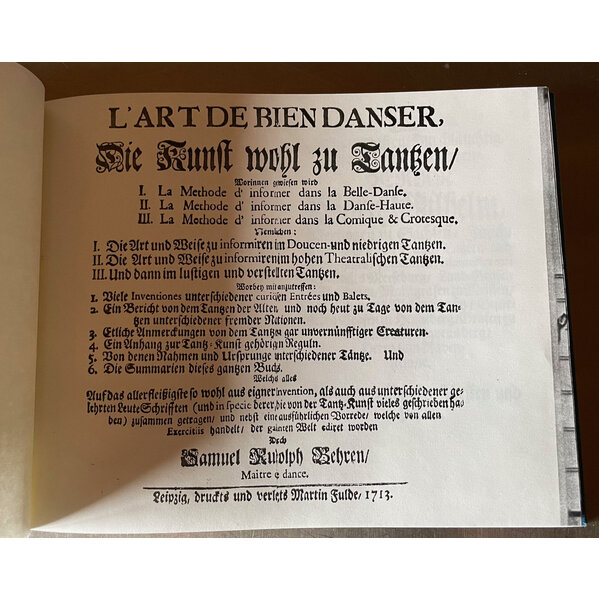 L'ART DE BIEN DANSER,
Die Kunst wohl zu Tantzen/
Worinnen gewiesen wird
I. La Methode d' informer dans la Belle-Danse.
II. La Methode d' informer dans la Danse-Haute.
III. La Methode d' informer dans la Comique & Grotesque.
Nemlichen:
I. Die Art und Weise zu informiren im Doucen- und niedrigen Tantzen.
II. Die Art und Weise zu informiren im hohen Theatralischen Tantzen.
III. Und dann im lustigen und verstellten Tantzen.
Worbey mit anzutreffen:
1. Viele Inventiones unterschiedener curiösen Entrées und Balets.
2. Ein Bericht von dem Tantzen der Alten und noch heut zu Tage von dem Tan-
tzen unterschiedener fremder Nationen.
3. Etliche Anmerckungen von dem Tantzen gar unvernünfftiger Creaturen.
4. Ein Anhang zur Tantz-Kunst gehörign Reguln.
5. Von denen Nahmen und Ursprunge unterschiedener Täntze. Und
6. Die Summarien dieses gantzen Buchs.
Welchs alles
Auf das allerfleißigste so wohl aus eigner Invention, als auch aus unterschiedener ge-
lehrten Leute Schrifften (und in specie derer, die von der Tantz-Kunst vieles geschrieben ha-
den) zusammen getragen/ und nebst eine ausführlichen Vorrede/ welche von allen
Exercitiis handelt/ der gantzen Welt ediret worden
Samuel Rudolph Behren/
Maitre de dance.
Leipzig, druckts und verlets Martin Fulde, 1713.